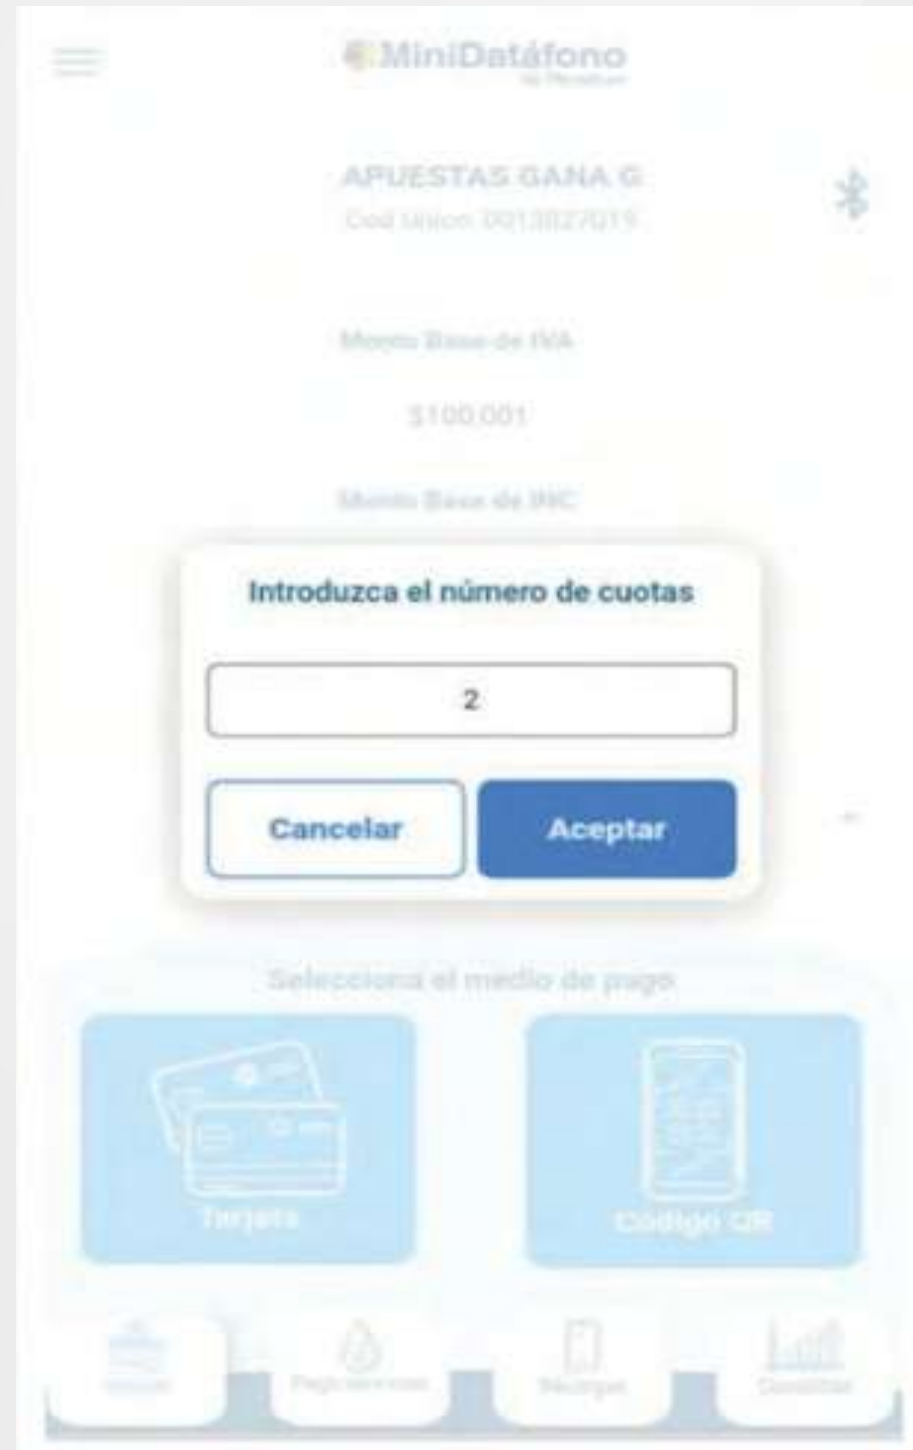 MiniDatáfono
APUESTAS GANA G
Monto Base de IVA
$100,001
Monto Base de INC
Introduzca el número de cuotas
2
Cancelar
Aceptar
Selecciona el medio de pago
Tarjeta
Código QR
Recargas